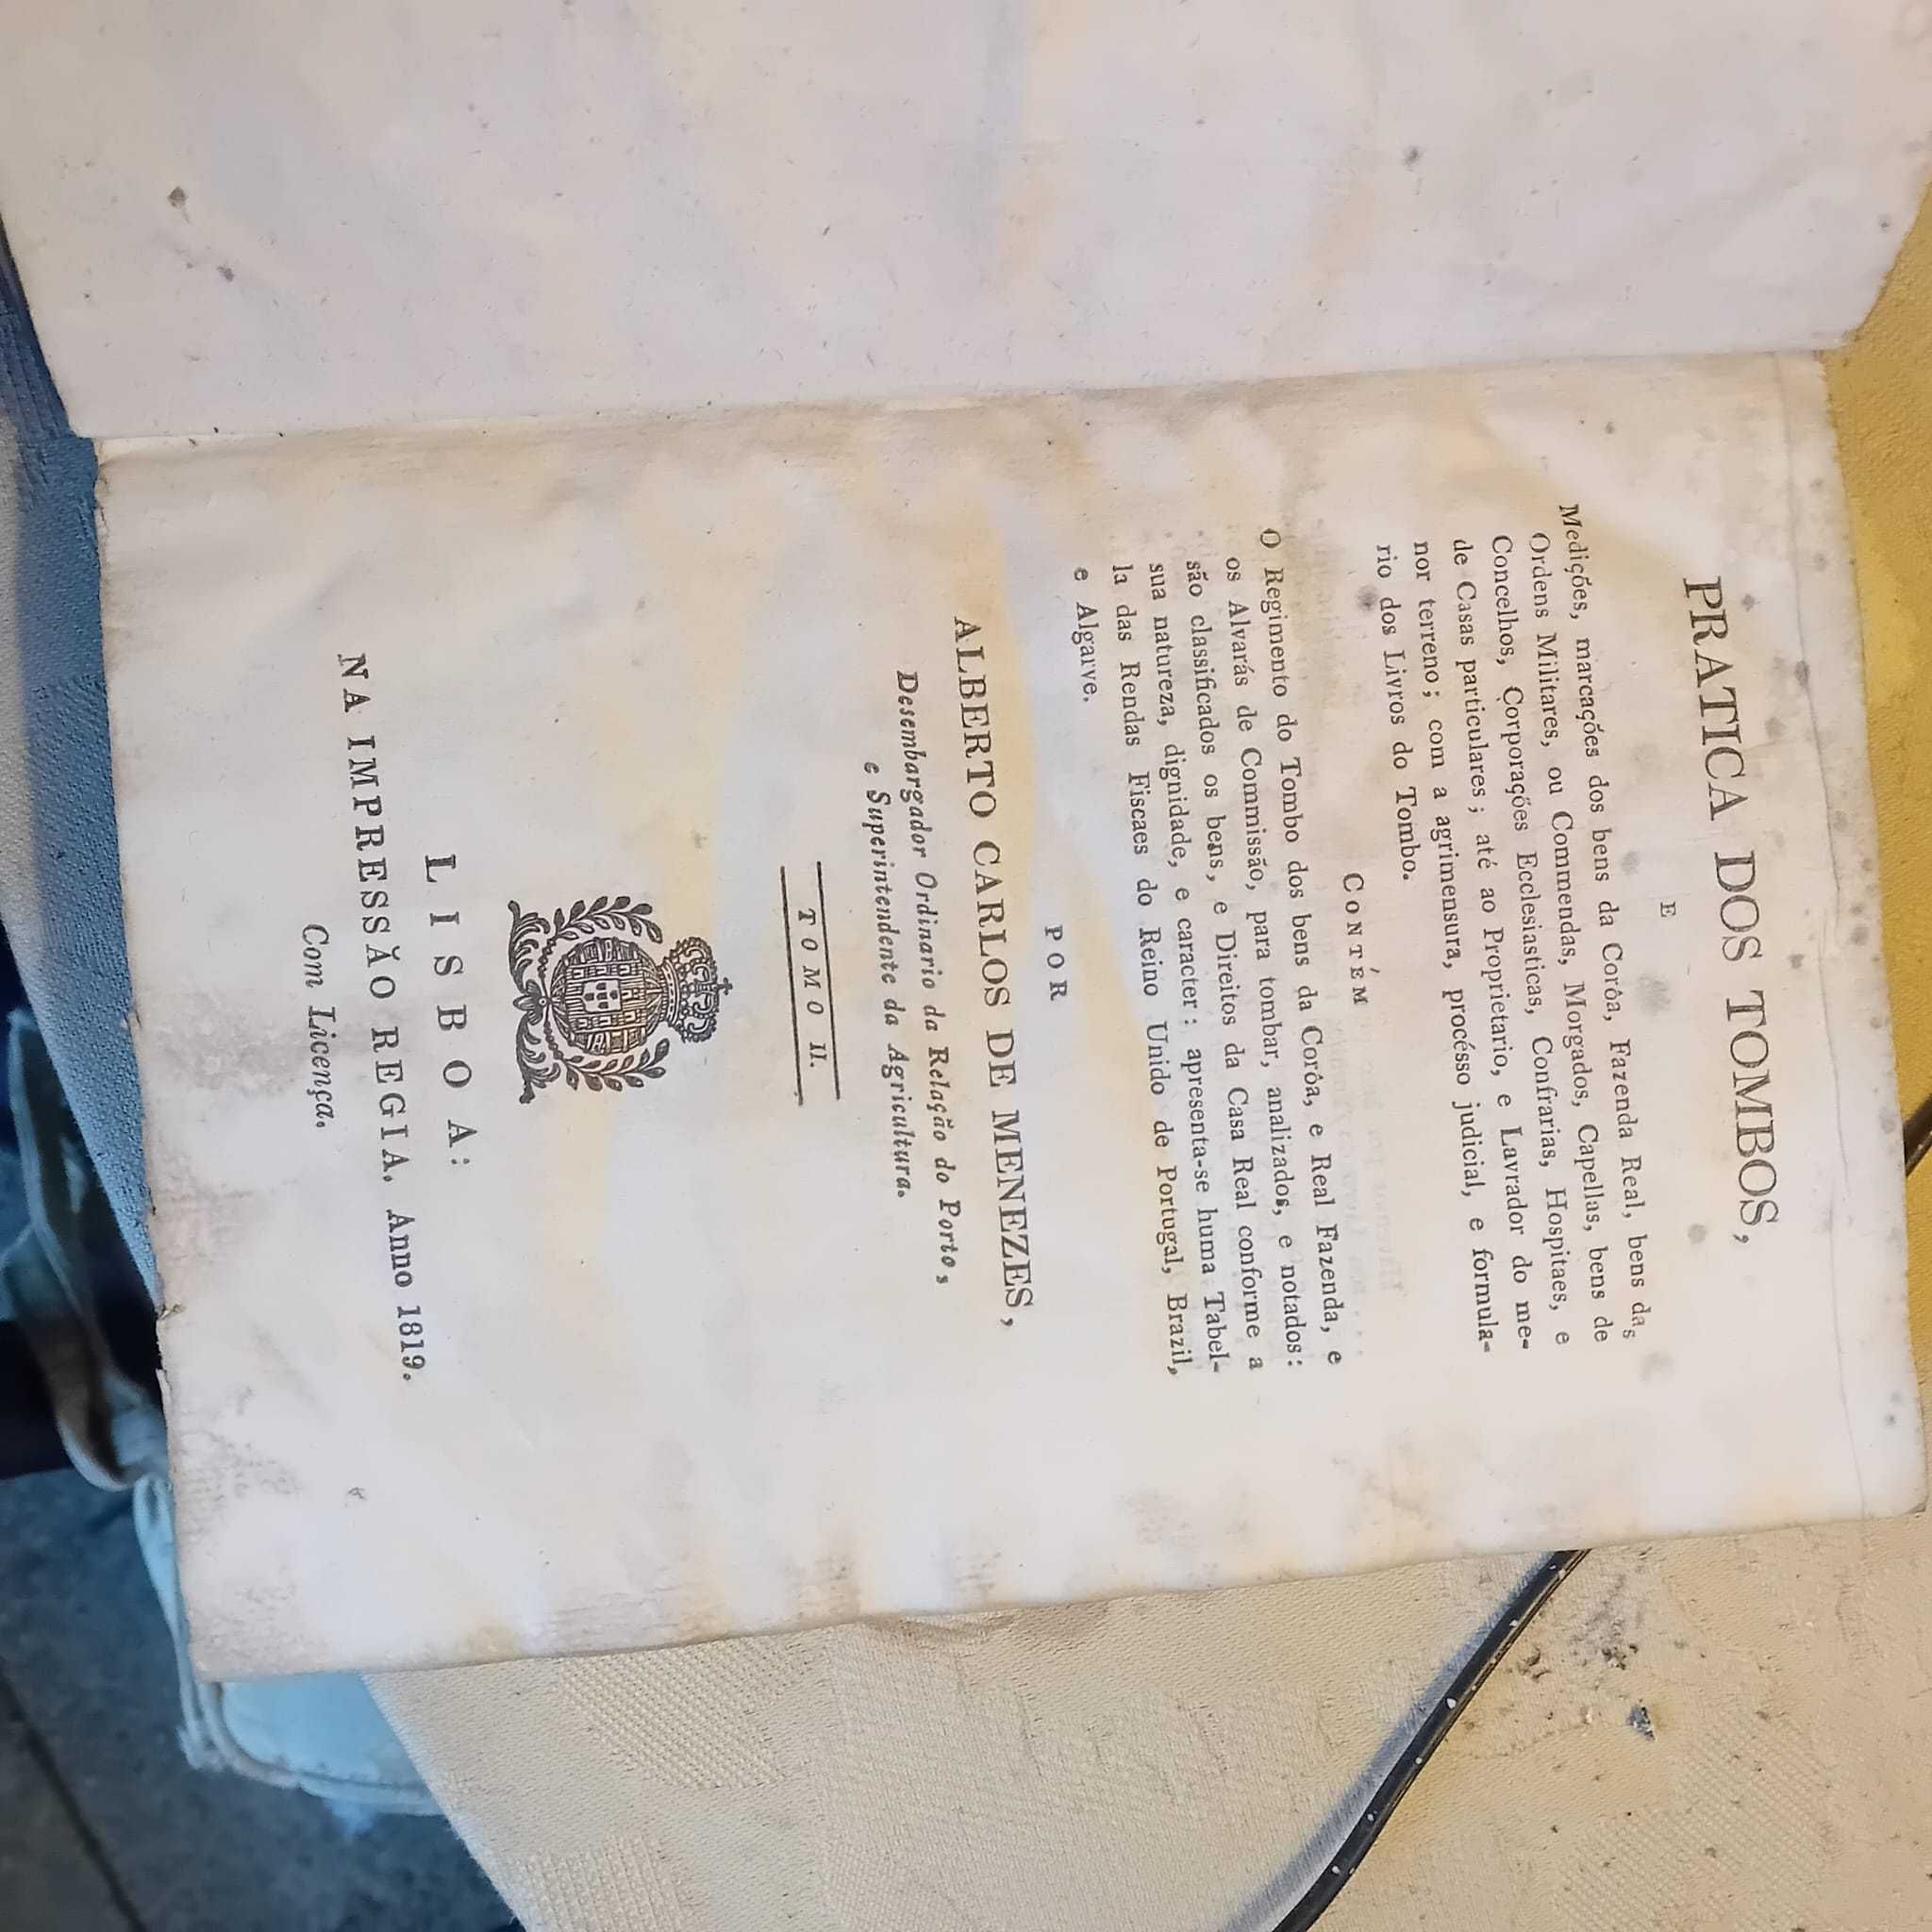 PRATICA DOS TOMBOS,
E
Medições, marcações dos bens da Corôa, Fazenda Real, bens das
Ordens Militares, ou Commendas, Morgados, Capellas, bens de
Concelhos, Corporações Ecclesiasticas, Confrarias, Hospitaes, e
de Casas particulares; até ao Proprietario, e Lavrador do me-
nor terreno; com a agrimensura, procésso judicial, e formula-
rio dos Livros do Tombo.
CONTÉM
O Regimento do Tombo dos bens da Corôa, e Real Fazenda, e
os Alvarás de Commissão, para tombar, analizados, e notados:
são classificados os bens, e Direitos da Casa Real conforme a
sua natureza, dignidade, e caracter: apresenta-se huma Tabel-
la das Rendas Fiscaes do Reino Unido de Portugal, Brazil,
e Algarve.
POR
ALBERTO CARLOS DE MENEZES,
Desembargador Ordinario da Relação do Porto,
e Superintendente da Agricultura.
TOMO II.
LISBOA:
NA IMPRESSÃO REGIA. Anno 1819.
Com Licença.